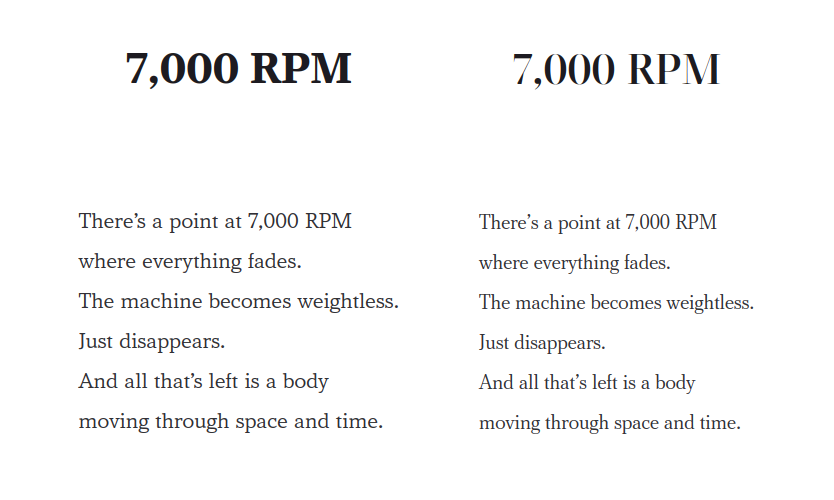 7,000 RPM
There’s a point at 7,000 RPM
where everything fades.
The machine becomes weightless.
Just disappears.
And all that’s left is a body
moving through space and time.
7,000 RPM
There’s a point at 7,000 RPM
where everything fades.
The machine becomes weightless.
Just disappears.
And all that’s left is a body
moving through space and time.